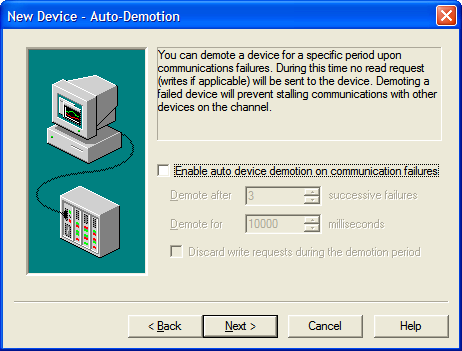 New Device - Auto-Demotion
You can demote a device for a specific period upon
communications failures. During this time no read request
(writes if applicable) will be sent to the device. Demoting a
failed device will prevent stalling communications with other
devices on the channel.
Enable auto device demotion on communication failures
Demote after 3 successive failures
Demote for 10000 milliseconds
Discard write requests during the demotion period
< Back Next > Cancel Help